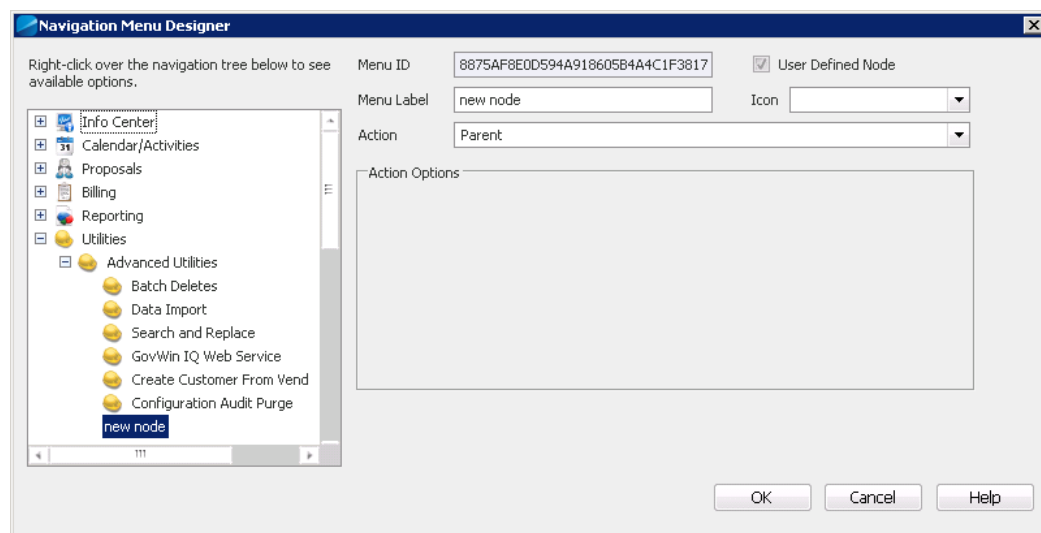 Navigation Menu Designer
Right-click over the navigation tree below to see
available options.
Menu ID
8875AF8E0D594A918605B4A4C1F3817
User Defined Node
Menu Label
new node
Icon
Action
Parent
Action Options
Info Center
31
Calendar/Activities
Proposals
Billing
Reporting
Utilities
Advanced Utilities
Batch Deletes
Data Import
Search and Replace
GovWin IQ Web Service
Create Customer From Vend
Configuration Audit Purge
new node
OK
Cancel
Help